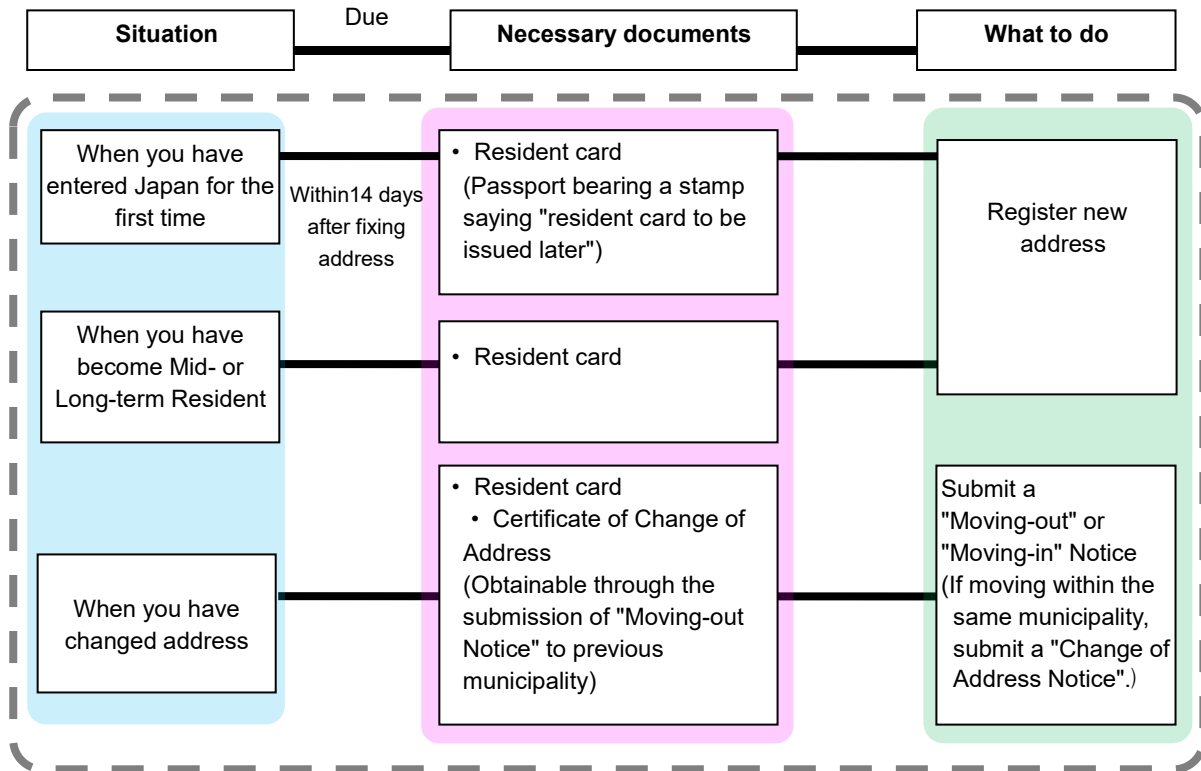 Due
Situation
Necessary documents
What to do
When you have
entered Japan for the
first time
Within14 days
after fixing
address
・ Resident card
(Passport bearing a stamp
saying "resident card to be
issued later")
Register new
address
When you have
become Mid- or
Long-term Resident
・ Resident card
When you have
changed address
・ Resident card
・ Certificate of Change of
Address
(Obtainable through the
submission of "Moving-out
Notice" to previous
municipality)
Submit a
"Moving-out" or
"Moving-in" Notice
(If moving within the
same municipality,
submit a "Change of
Address Notice".)